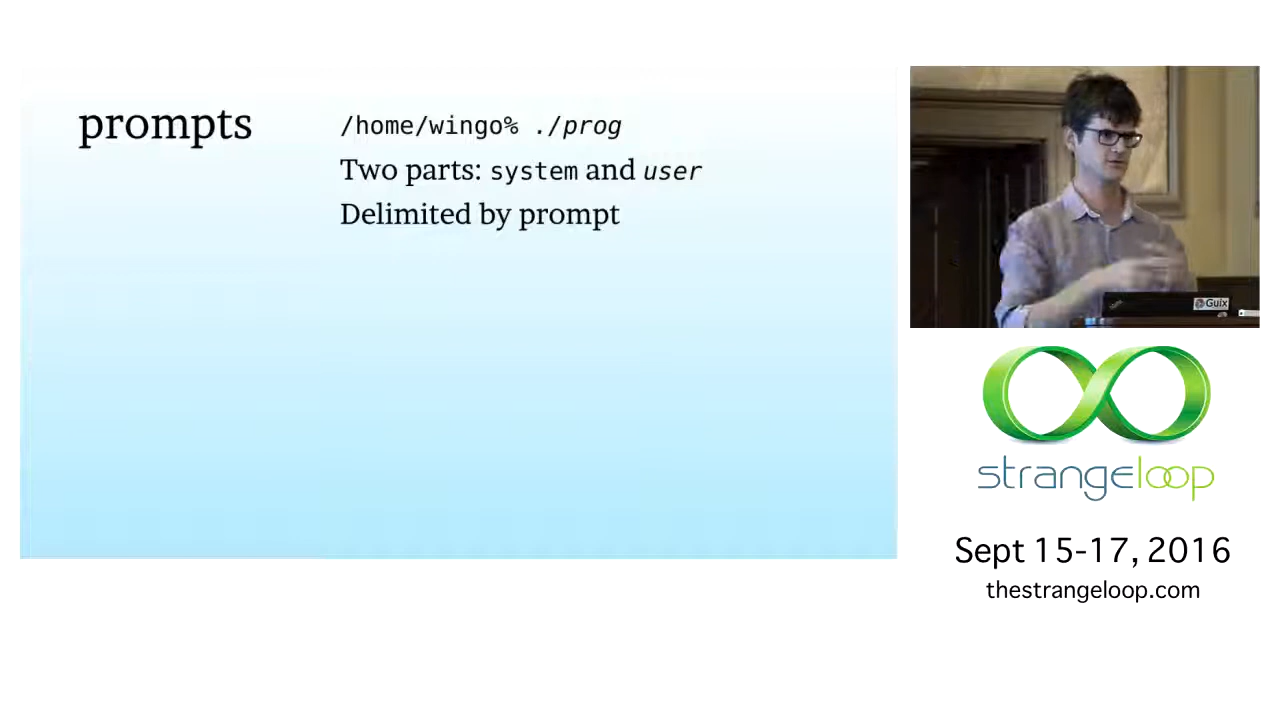 prompts
/home/wingo% ./prog
Two parts: system and user
Delimited by prompt
Guix
strangeloop
Sept 15-17, 2016
thestrangeloop.com